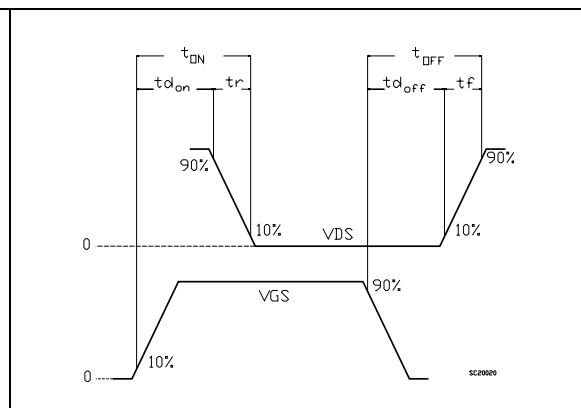 tON tOFF
tdon tr tdoff tf
90% 90%
10% VDS 10%
0
90%
VGS
10%
0
SC20020